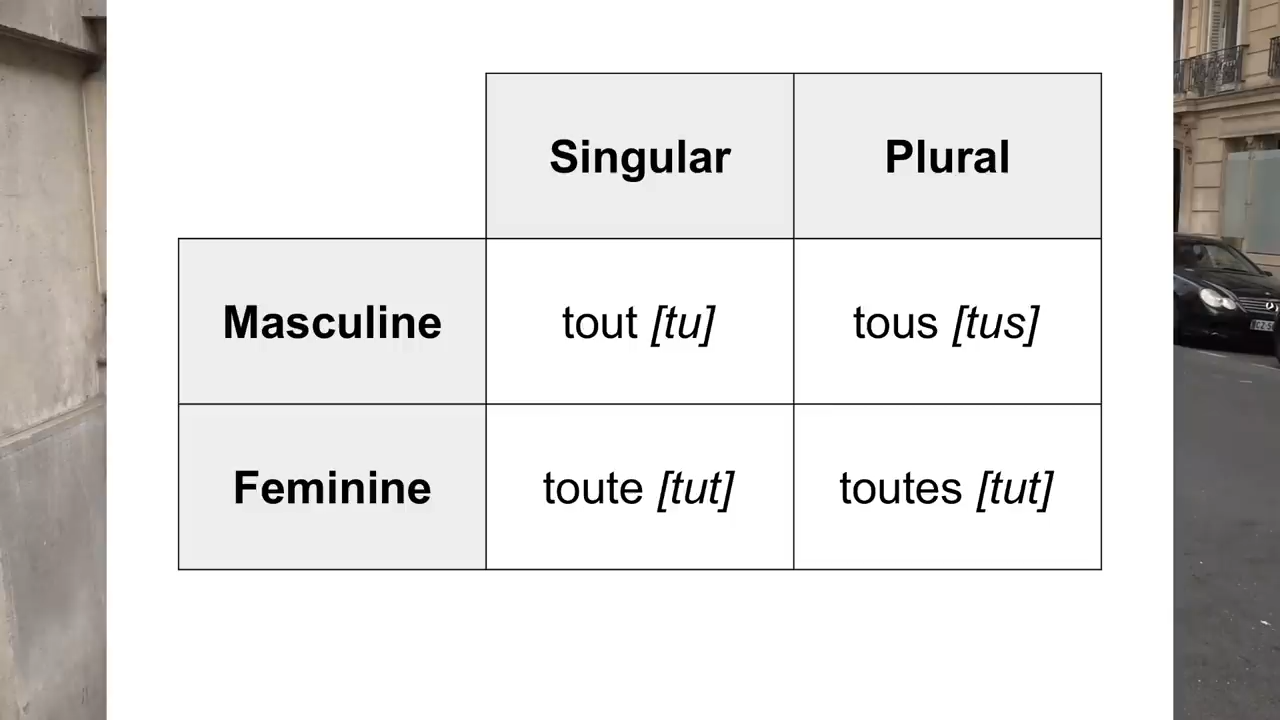 Singular Plural
Masculine tout [tu] tous [tus]
Feminine toute [tut] toutes [tut]